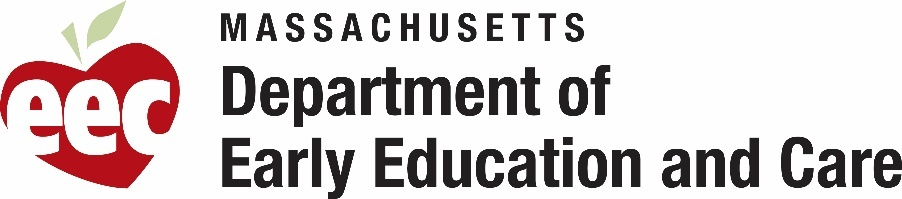 eec
MASSACHUSETTS
Department of
Early Education and Care